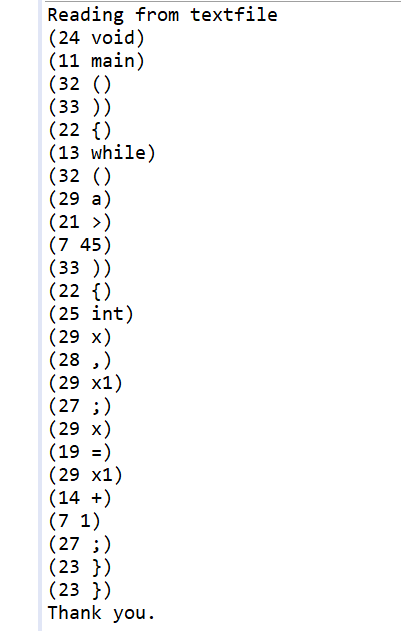 Reading from textfile
(24 void)
(11 main)
(32 ()
(33 ))
(22 {)
(13 while)
(32 ()
(29 a)
(21 >)
(7 45)
(33 ))
(22 {)
(25 int)
(29 x)
(28 ,)
(29 x1)
(27 ;)
(29 x)
(19 =)
(29 x1)
(14 +)
(7 1)
(27 ;)
(23 })
(23 })
Thank you.